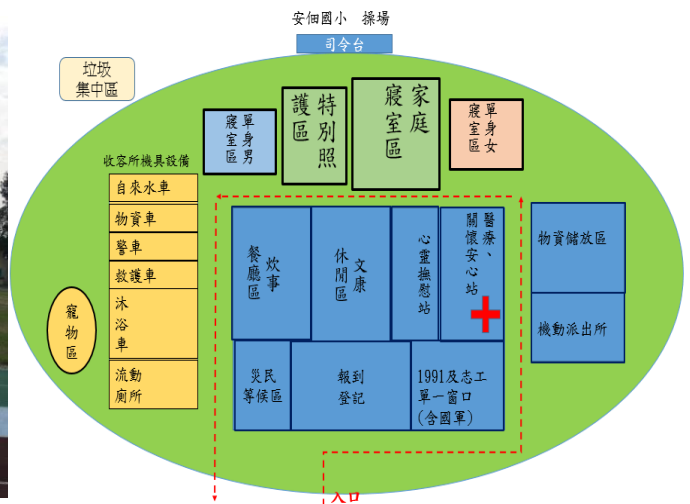 安佃國小　操場
司令台
垃圾
集中區
單身男
寢室區
特別照
護區
家庭
寢室區
單身女
寢室區
收容所機具設備
自來水車
物資車
警車
救護車
沐
浴
車
流動
廁所
寵物區
炊事
餐廳區
文康
休閒區
心靈撫慰站
醫療、
關懷安心站
物資儲放區
機動派出所
災民
等侯區
報到
登記
1991及志工
單一窗口
(含國軍)
入口